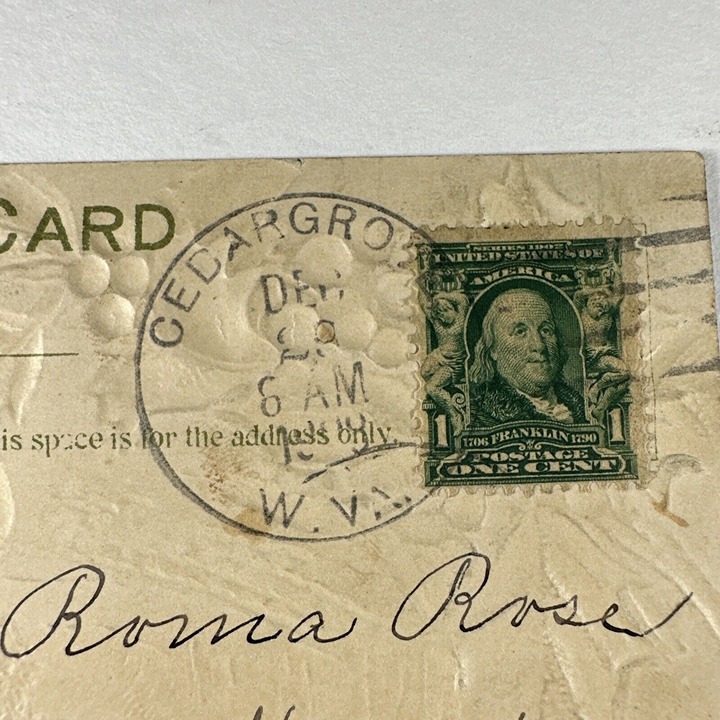 CARD
CEDARGRO
DEC
6 AM
W. VA.
is space is for the address only.
SERIES 1902
UNITED STATES OF
AMERICA
1 1706 FRANKLIN 1790 1
POSTAGE
ONE CENT
Roma Rose